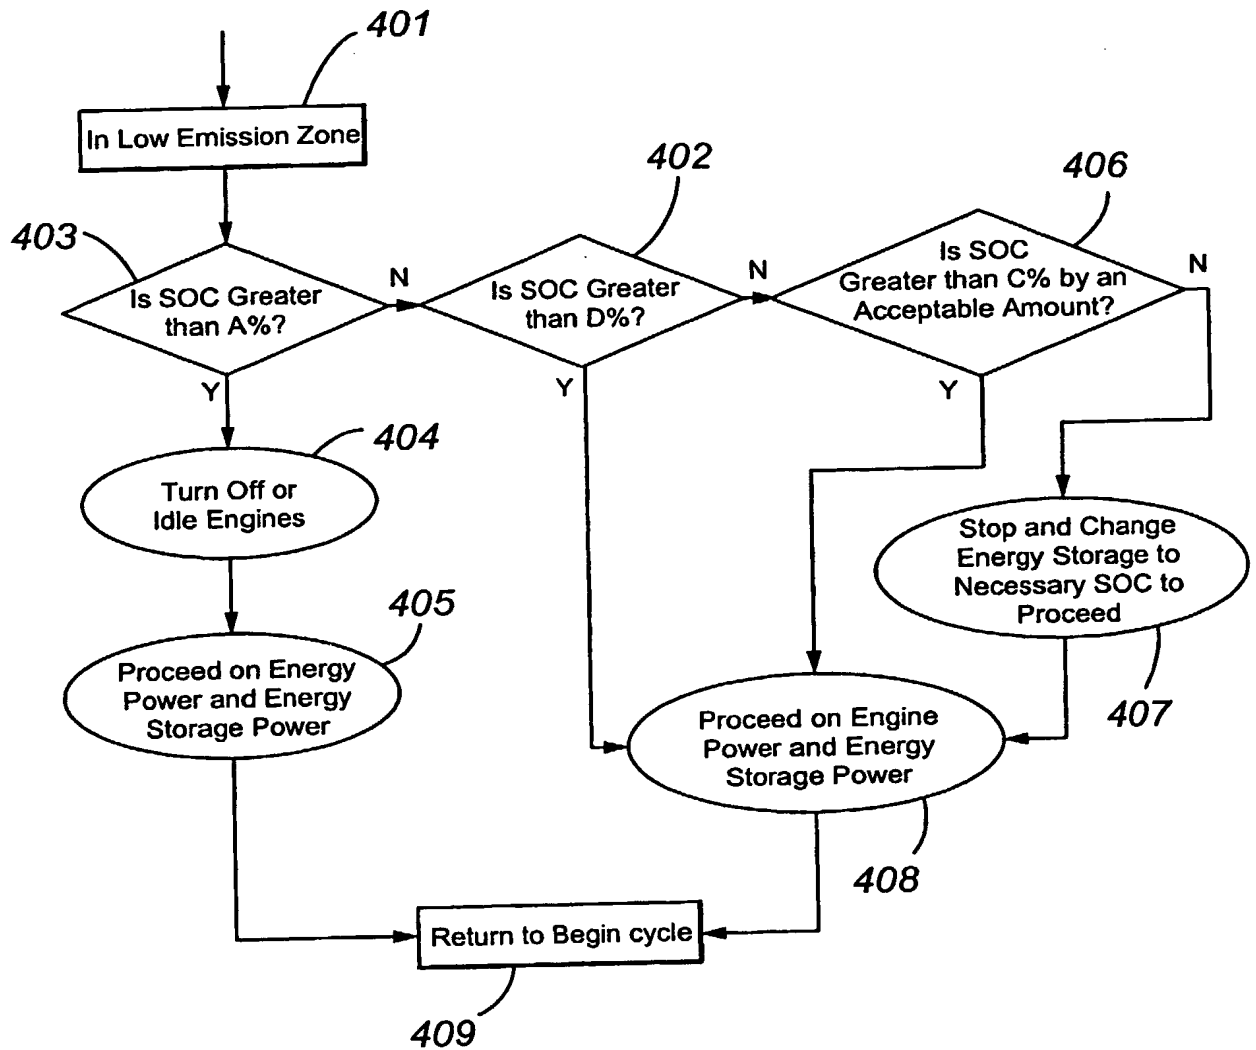 401
In Low Emission Zone
402
406
403
Is SOC Greater
than A%?
N
Is SOC Greater
than D%?
N
Is SOC
Greater than C% by an
Acceptable Amount?
N
Y
Y
Y
404
Turn Off or
Idle Engines
Stop and Change
Energy Storage to
Necessary SOC to
Proceed
405
Proceed on Energy
Power and Energy
Storage Power
407
Proceed on Engine
Power and Energy
Storage Power
408
Return to Begin cycle
409